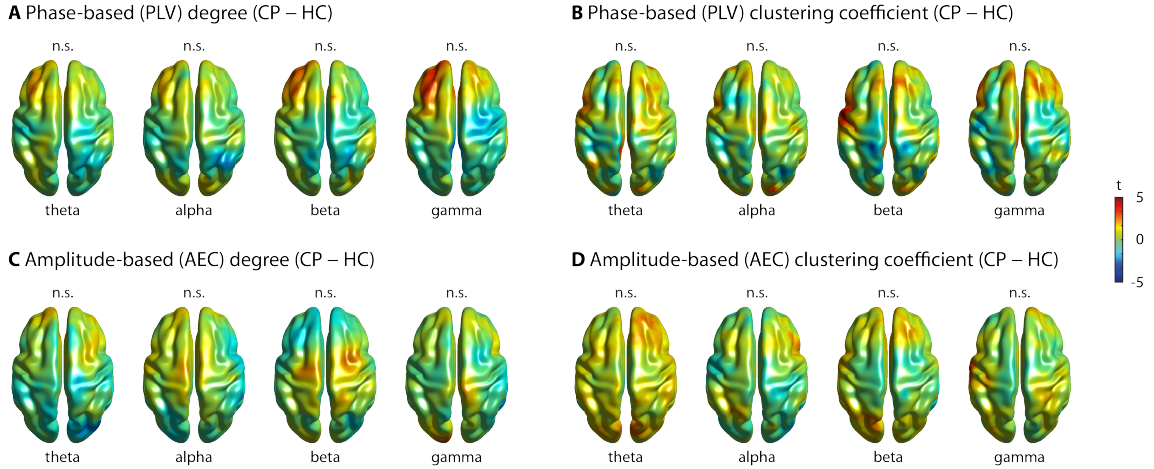 A Phase-based (PLV) degree (CP – HC)
B Phase-based (PLV) clustering coefficient (CP – HC)
n.s. n.s. n.s. n.s.
n.s. n.s. n.s. n.s.
theta alpha beta gamma
theta alpha beta gamma
t
5
0
-5
C Amplitude-based (AEC) degree (CP – HC)
D Amplitude-based (AEC) clustering coefficient (CP – HC)
n.s. n.s. n.s. n.s.
n.s. n.s. n.s. n.s.
theta alpha beta gamma
theta alpha beta gamma